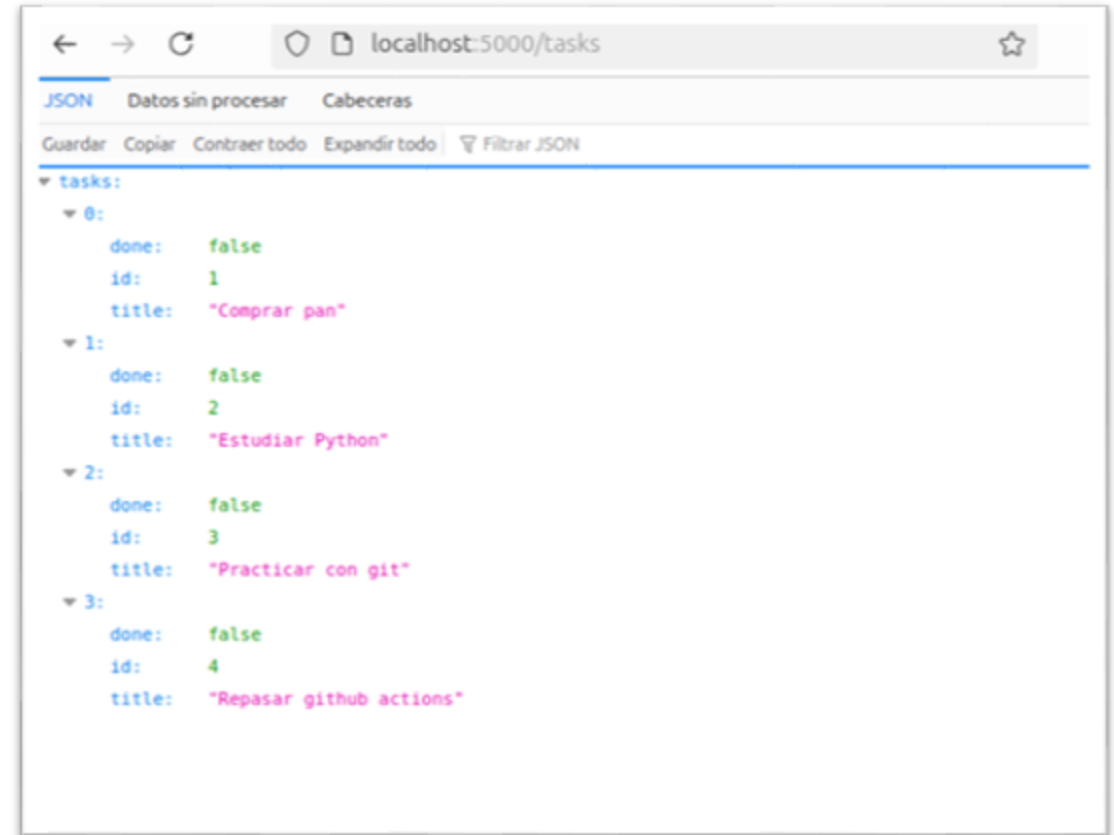 localhost:5000/tasks
JSON Datos sin procesar Cabeceras
Guardar Copiar Contraer todo Expandir todo Filtrar JSON
tasks:
0:
done: false
id: 1
title: "Comprar pan"
1:
done: false
id: 2
title: "Estudiar Python"
2:
done: false
id: 3
title: "Practicar con git"
3:
done: false
id: 4
title: "Repasar github actions"